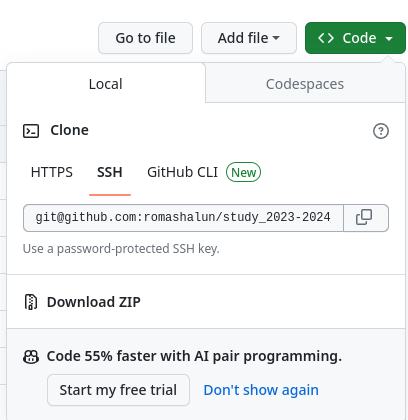 Go to file
Add file
Code
Local
Codespaces
Clone
HTTPS
SSH
GitHub CLI
New
git@github.com:romashalun/study_2023-2024
Use a password-protected SSH key.
Download ZIP
Code 55% faster with AI pair programming.
Start my free trial
Don't show again